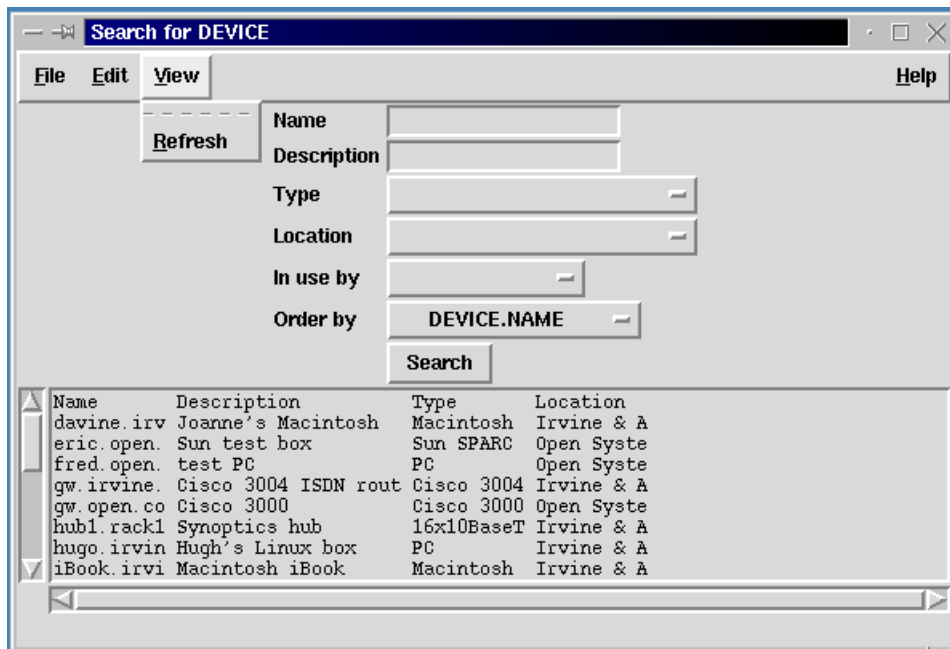 Search for DEVICE
File Edit View Help
Refresh
Name
Description
Type
Location
In use by
Order by DEVICE.NAME
Search
Name Description Type Location
davine.irv Joanne's Macintosh Macintosh Irvine & A
eric.open. Sun test box Sun SPARC Open Syste
fred.open. test PC PC Open Syste
gw.irvine. Cisco 3004 ISDN rout Cisco 3004 Irvine & A
gw.open.co Cisco 3000 Cisco 3000 Open Syste
hub1.rack1 Synoptics hub 16x10BaseT Irvine & A
hugo.irvin Hugh's Linux box PC Irvine & A
iBook.irvi Macintosh iBook Macintosh Irvine & A